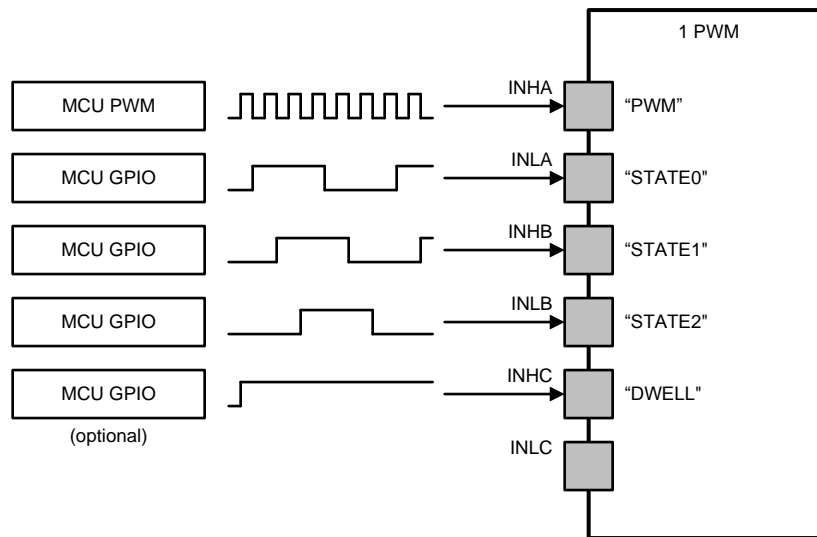 1 PWM
MCU PWM
INHA
“PWM”
MCU GPIO
INLA
“STATE0"
MCU GPIO
INHB
“STATE1"
MCU GPIO
INLB
“STATE2"
MCU GPIO
INHC
“DWELL"
(optional)
INLC